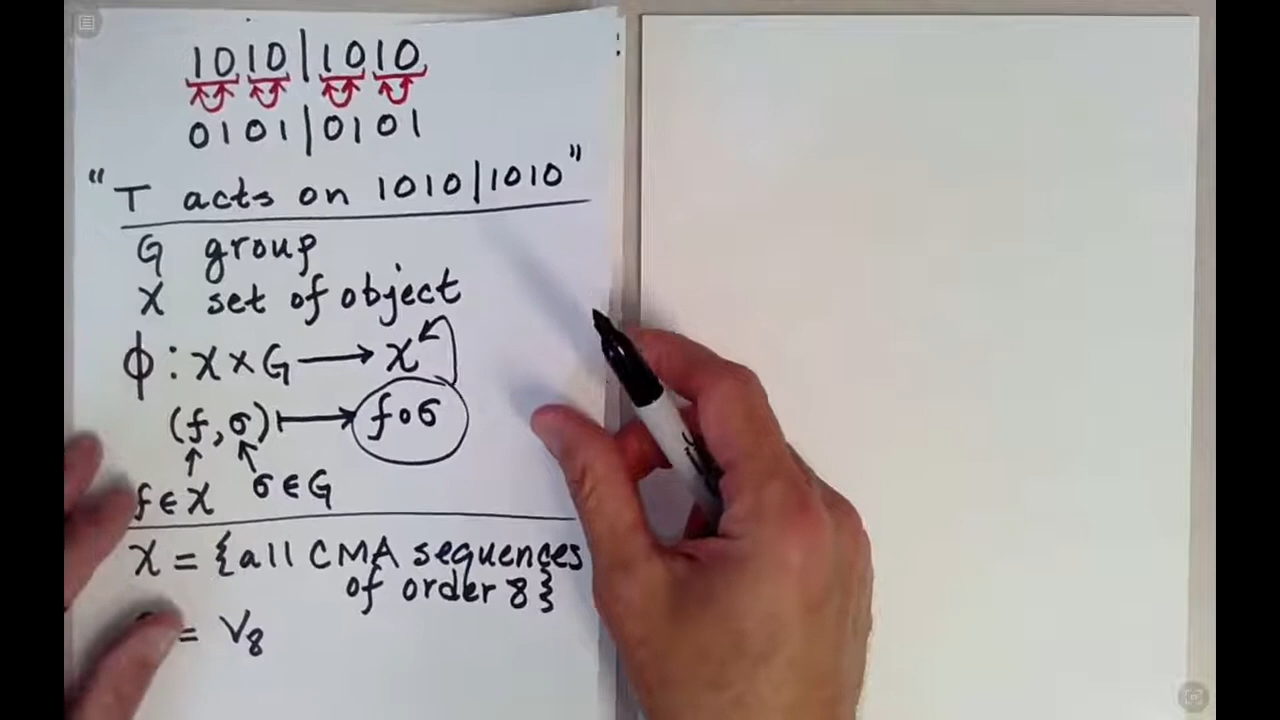 1010|1010
0101|0101
"T acts on 1010|1010"
G group
X set of object
ϕ: X × G → X
(f, σ) ↦ f∘σ
f ∈ X σ ∈ G
X = {all CMA sequences
of order 8}
= V₈